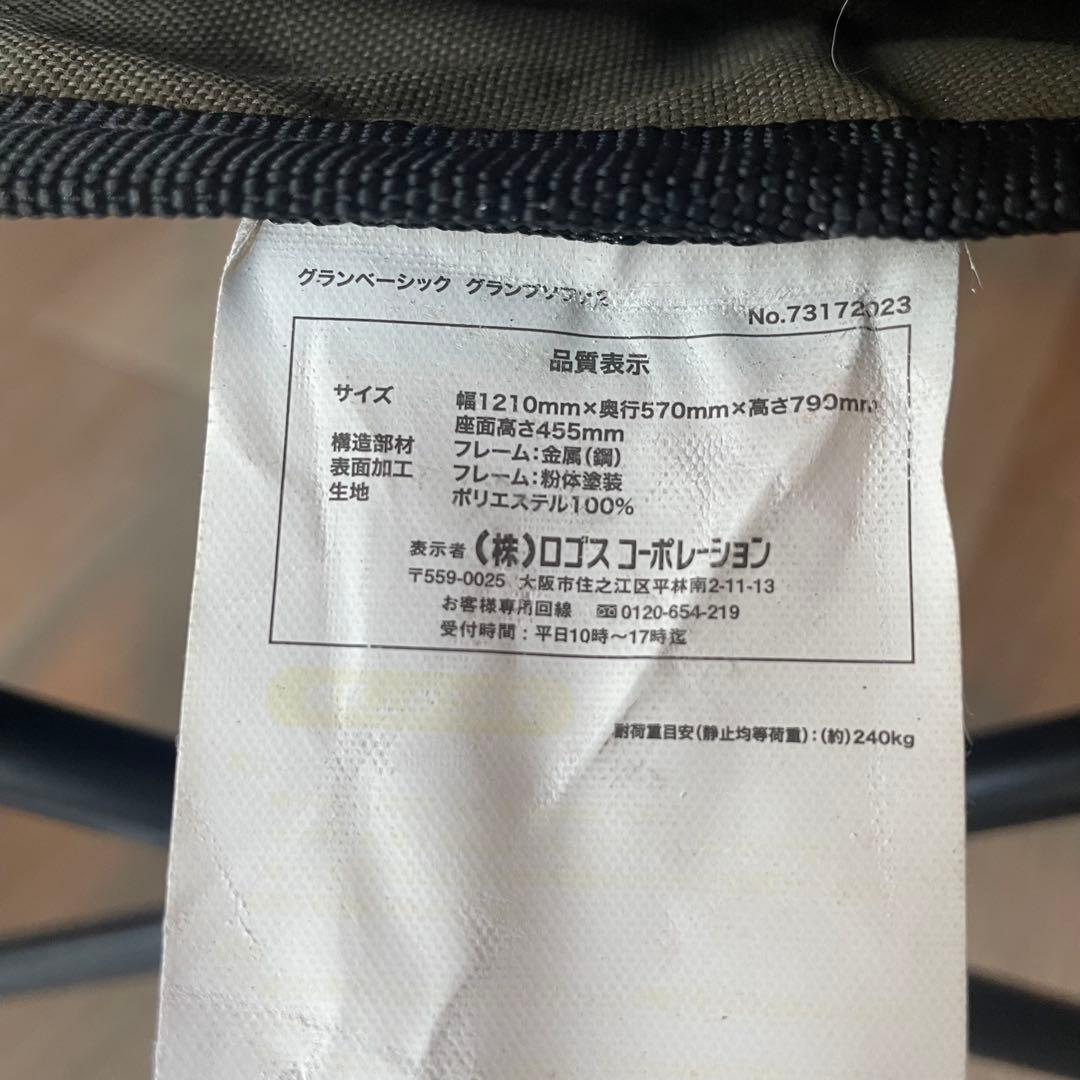 グランベーシック グランプソファ2
No.73172023
品質表示
サイズ 幅1210mm×奥行570mm×高さ790mm
座面高さ455mm
構造部材 フレーム:金属(鋼)
表面加工 フレーム:粉体塗装
生地 ポリエステル100%
表示者 (株)ロゴス コーポレーション
〒559-0025 大阪市住之江区平林南2-11-13
お客様専用回線 0120-654-219
受付時間:平日10時～17時迄
耐荷重目安(静止均等荷重):(約)240kg